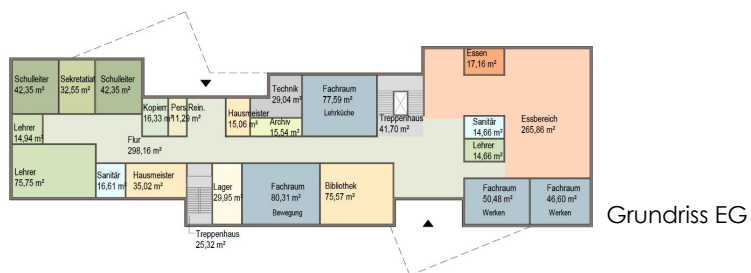 Essen
17,16 m²
Schulleiter
42,35 m²
Sekretatiat
32,55 m²
Schulleiter
42,35 m²
Technik
29,04 m²
Fachraum
77,59 m²
Lehrküche
Kopierr.
16,33 m²
Pers.
Rein.
11,29 m²
Hausmeister
15,06 m²
Archiv
15,54 m²
Treppenhaus
41,70 m²
Essbereich
265,86 m²
Sanitär
14,66 m²
Lehrer
14,66 m²
Lehrer
14,94 m²
Flur
298,16 m²
Lehrer
75,75 m²
Sanitär
16,61 m²
Hausmeister
35,02 m²
Lager
29,95 m²
Fachraum
80,31 m²
Bewegung
Bibliothek
75,57 m²
Fachraum
50,48 m²
Werken
Fachraum
46,60 m²
Werken
Treppenhaus
25,32 m²
Grundriss EG